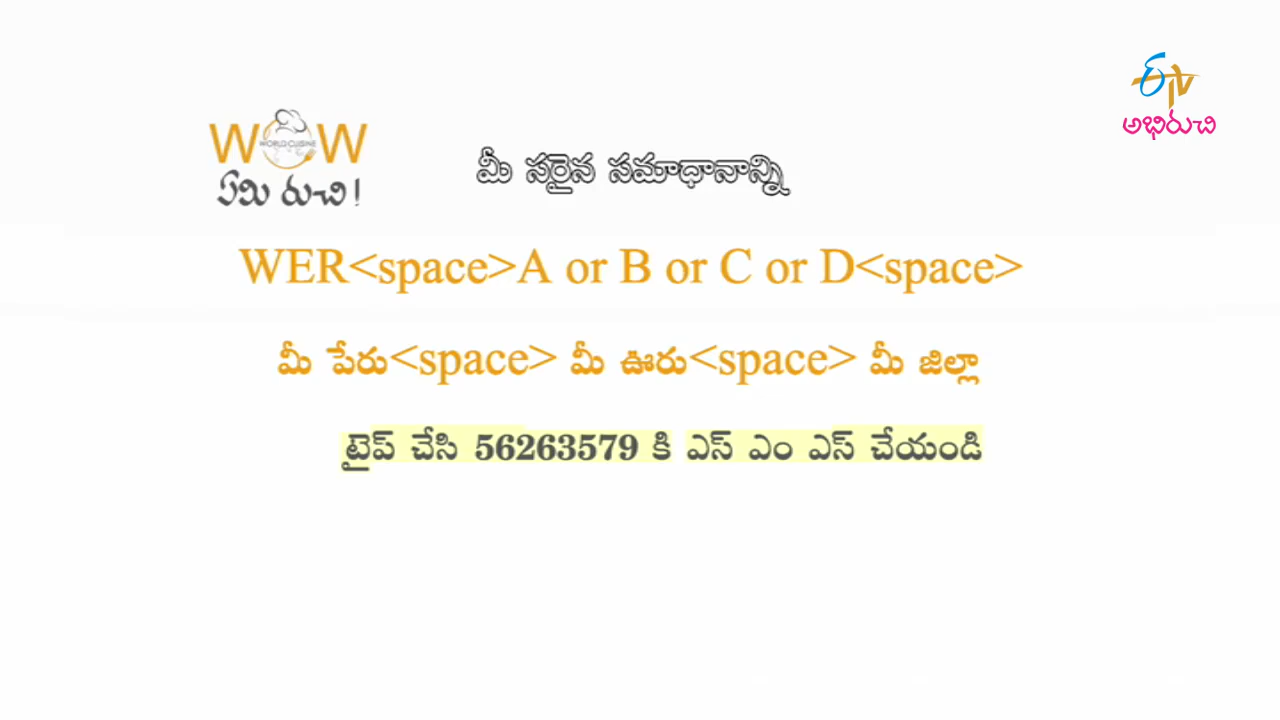 ETV
అభిరుచి
WOW
WORLD CUISINE
ఏమి రుచి!
మీ సరైన సమాధానాన్ని
WER<space>A or B or C or D<space>
మీ పేరు<space> మీ ఊరు<space> మీ జిల్లా
టైప్ చేసి 56263579 కి ఎస్ ఎం ఎస్ చేయండి